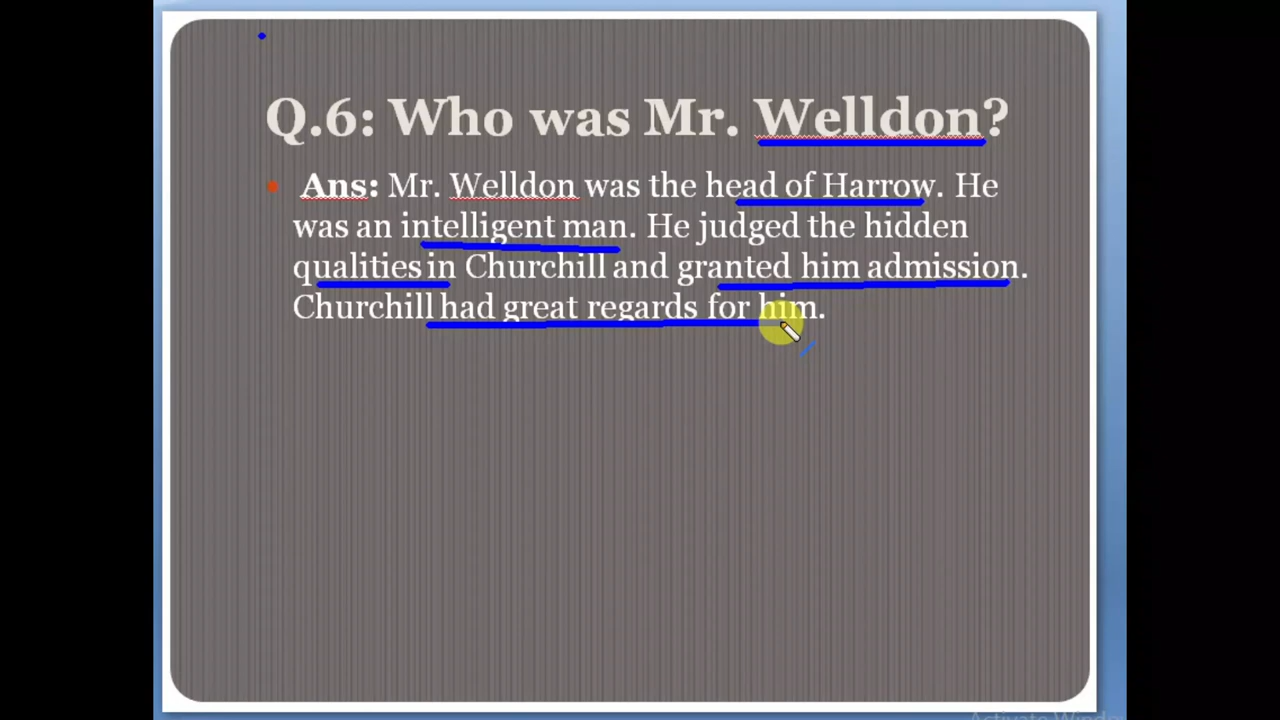 Q.6: Who was Mr. Welldon?
Ans: Mr. Welldon was the head of Harrow. He
was an intelligent man. He judged the hidden
qualities in Churchill and granted him admission.
Churchill had great regards for him.